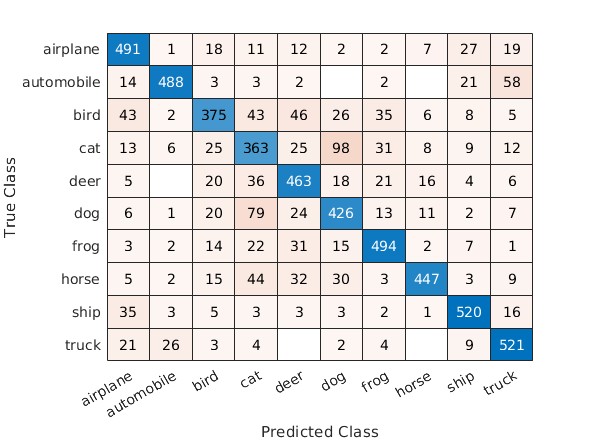 airplane 491 1 18 11 12 2 2 7 27 19
automobile 14 488 3 3 2 2 21 58
bird 43 2 375 43 46 26 35 6 8 5
cat 13 6 25 363 25 98 31 8 9 12
deer 5 20 36 463 18 21 16 4 6
dog 6 1 20 79 24 426 13 11 2 7
frog 3 2 14 22 31 15 494 2 7 1
horse 5 2 15 44 32 30 3 447 3 9
ship 35 3 5 3 3 3 2 1 520 16
truck 21 26 3 4 2 4 9 521
True Class
airplane automobile bird cat deer dog frog horse ship truck
Predicted Class